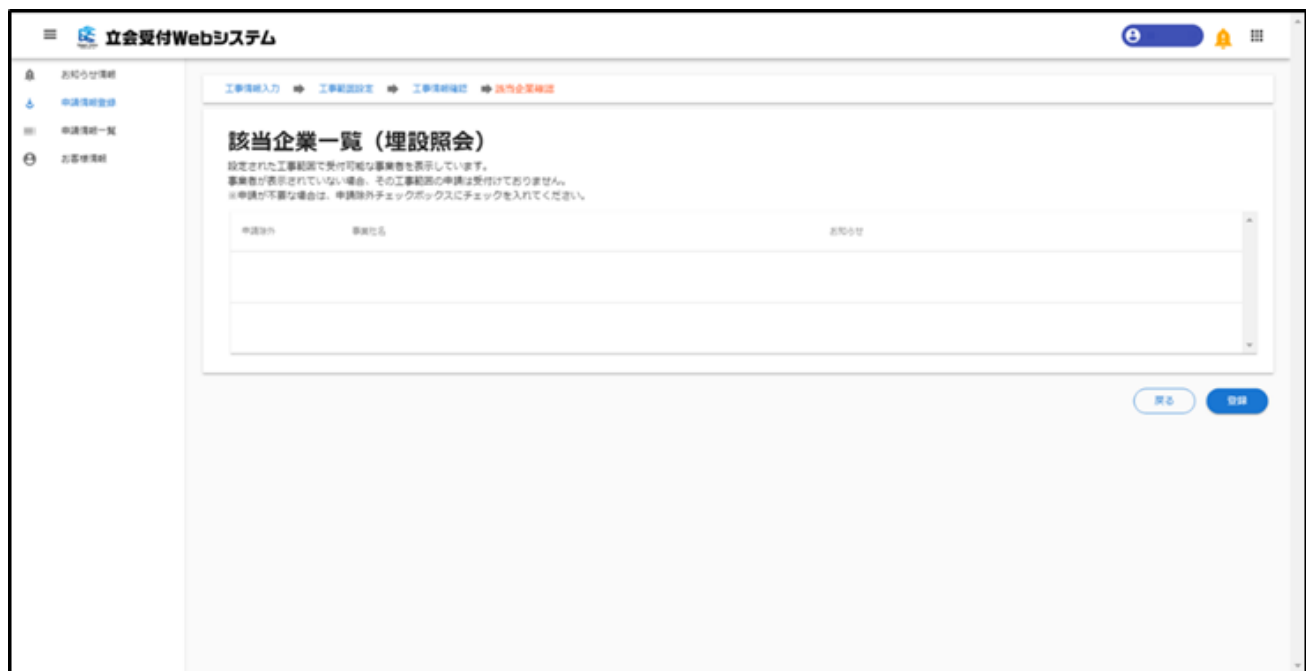 立会受付Webシステム
お知らせ情報
申請情報登録
申請情報一覧
お客様情報
工事情報入力 ➡ 工事範囲設定 ➡ 工事情報確認 ➡ 該当企業確認
該当企業一覧（埋設照会）
設定された工事範囲で受付可能な事業者を表示しています。
事業者が表示されていない場合、その工事範囲の申請は受付けておりません。
※申請が不要な場合は、申請除外チェックボックスにチェックを入れてください。
申請除外 事業社名 お知らせ
戻る 登録